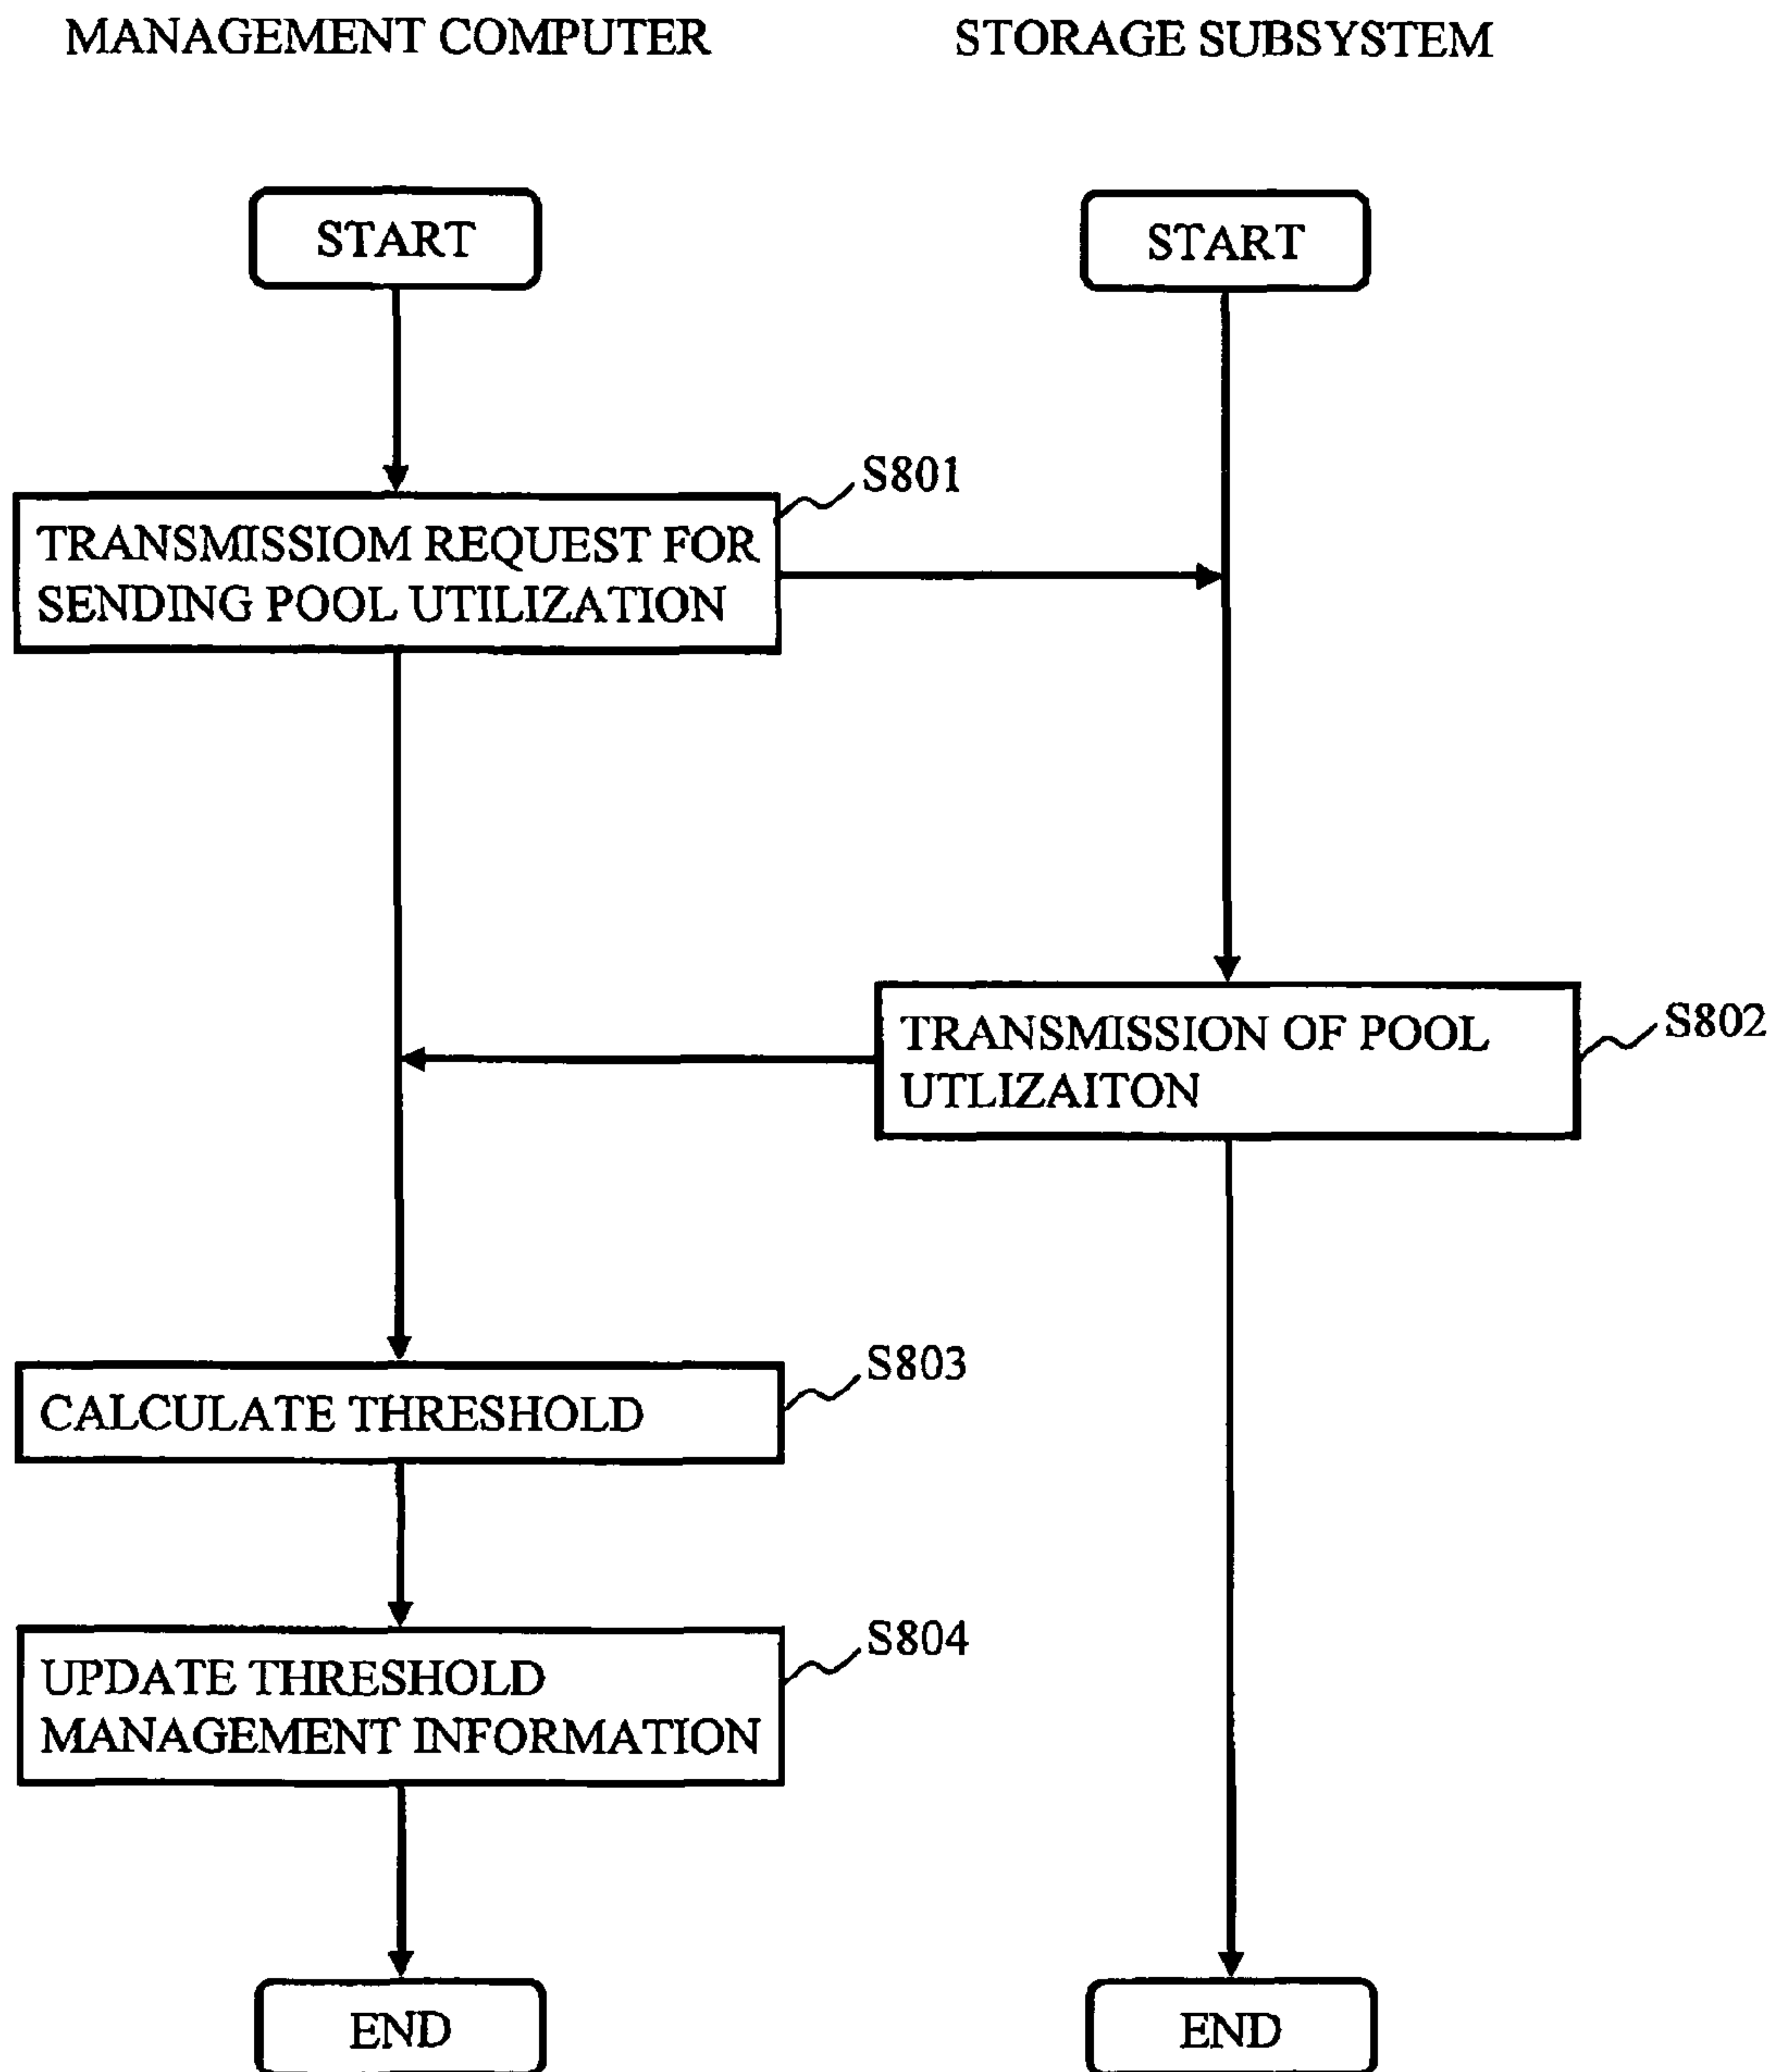 MANAGEMENT COMPUTER
STORAGE SUBSYSTEM
START
START
S801
TRANSMISSIOM REQUEST FOR
SENDING POOL UTILIZATION
S802
TRANSMISSION OF POOL
UTLIZAITON
S803
CALCULATE THRESHOLD
S804
UPDATE THRESHOLD
MANAGEMENT INFORMATION
END
END